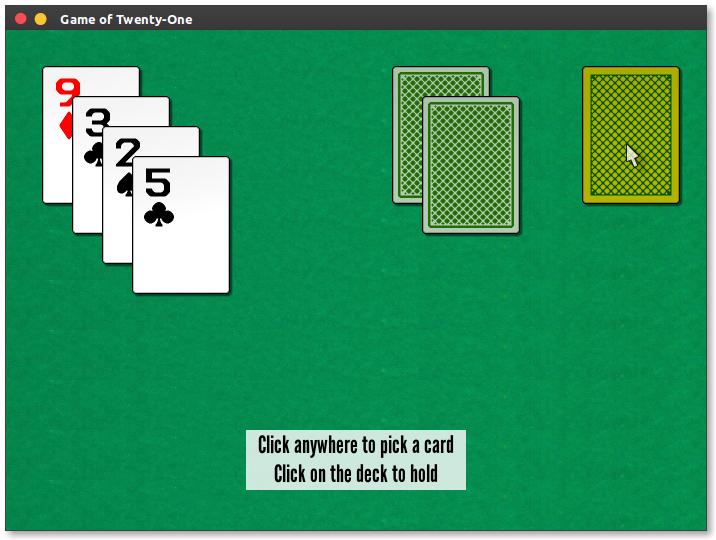 Game of Twenty-One
9
3
2
5
Click anywhere to pick a card
Click on the deck to hold